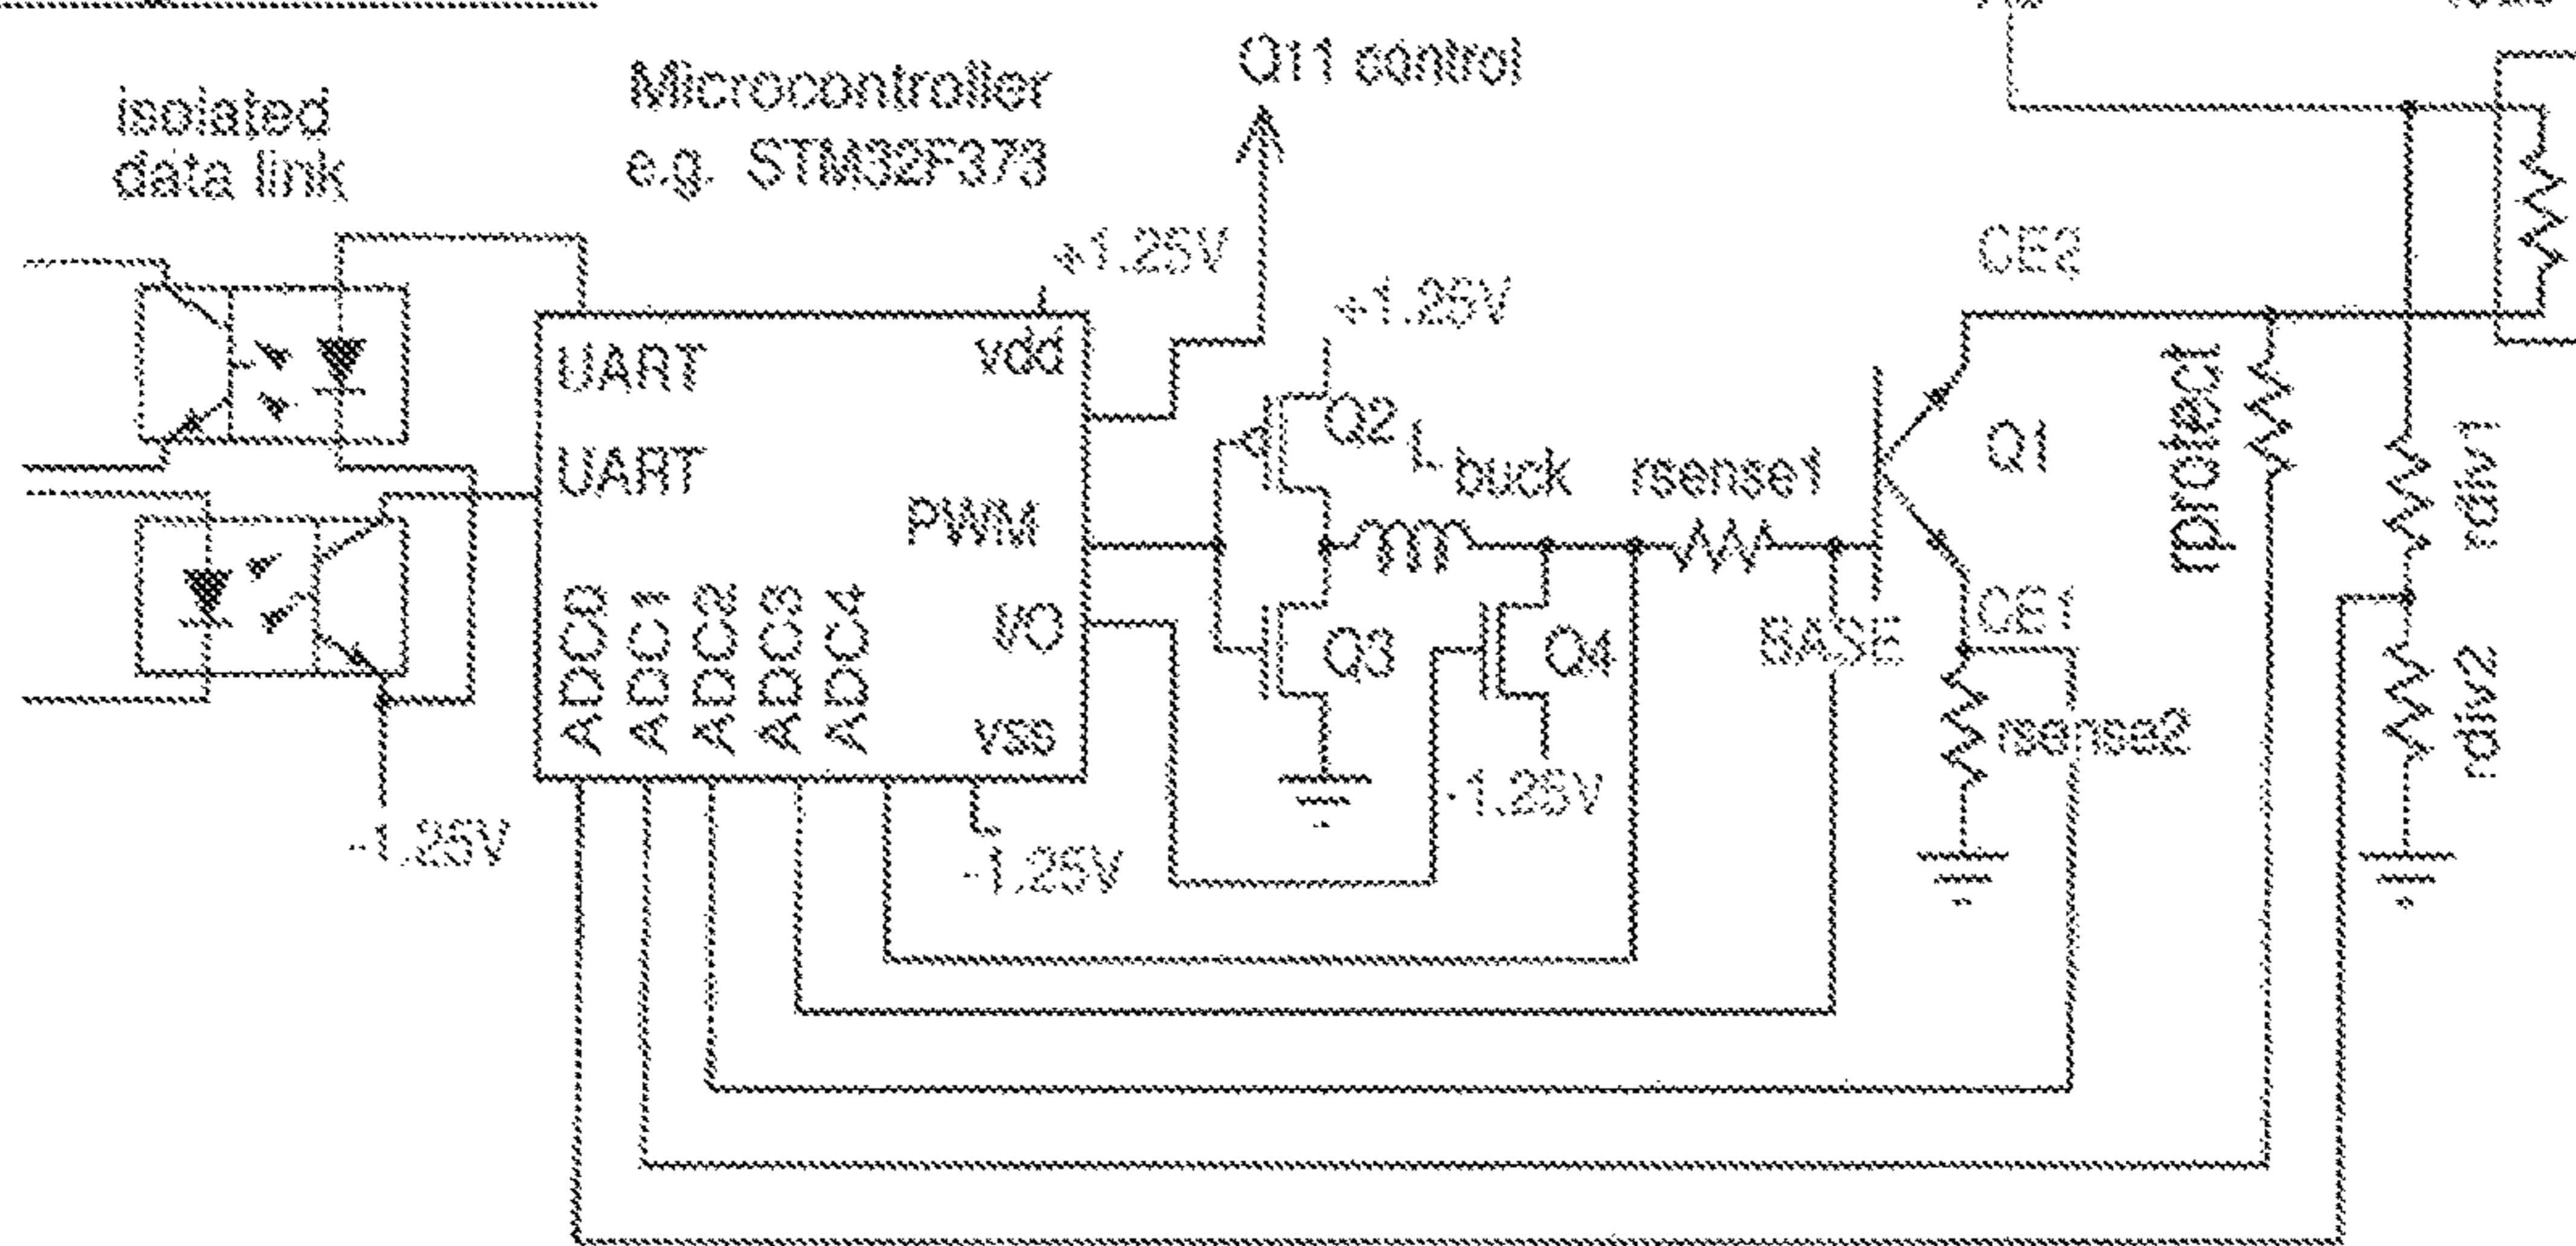 isolated
data link
Microcontroller
e.g. STM32F373
Q11 control
+1.25V
+1.25V
CE2
UART
vdd
UART
Q2
L
buck
rsense1
Q1
rprotect
rdiv1
PWM
I/O
ADC0
ADC1
ADC2
ADC3
ADC4
vss
Q3
Q4
BASE
CE1
rsense2
rdiv2
-1.25V
-1.25V
-1.25V